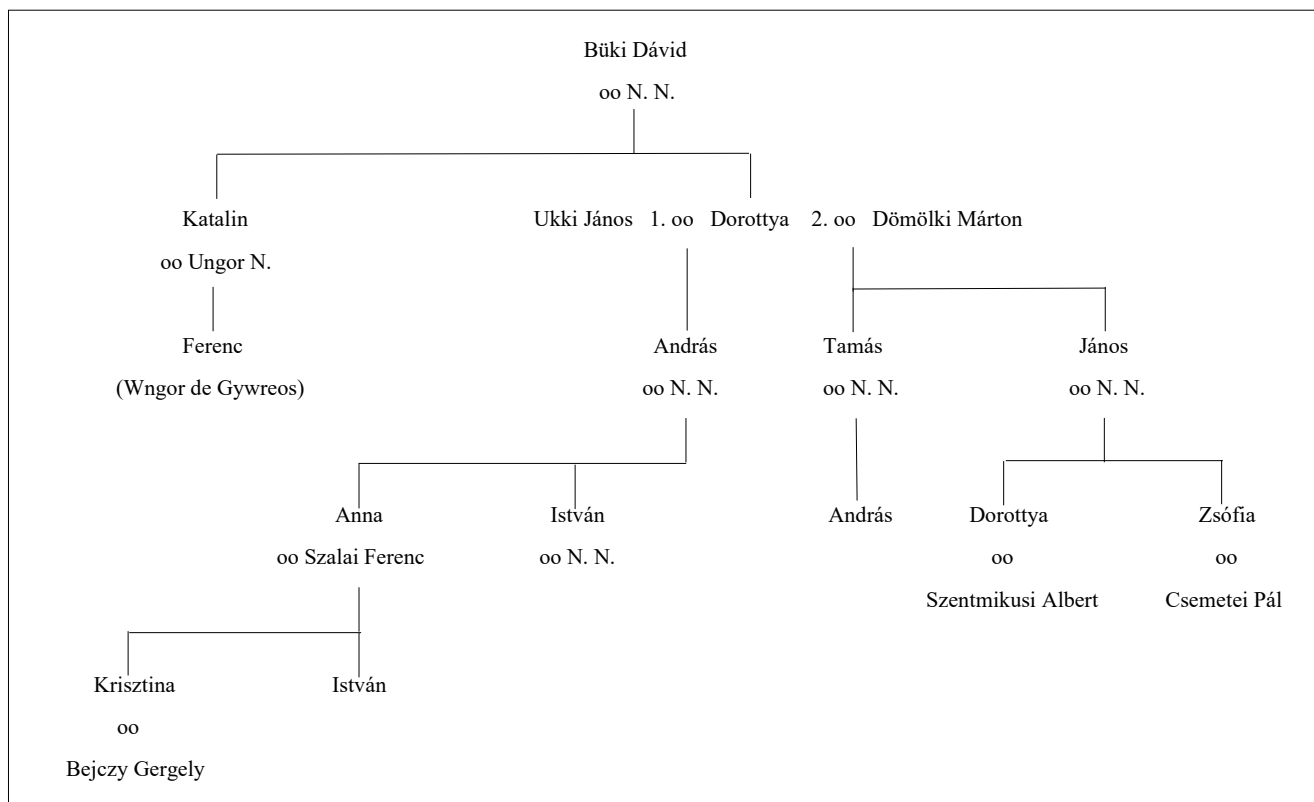 Büki Dávid
oo N. N.
Katalin
Ukki János 1. oo Dorottya 2. oo Dömölki Márton
oo Ungor N.
Ferenc
András
Tamás
János
(Wngor de Gywreos)
oo N. N.
oo N. N.
oo N. N.
Anna
István
András
Dorottya
Zsófia
oo Szalai Ferenc
oo N. N.
oo
oo
Szentmikusi Albert
Csemetei Pál
Krisztina
István
oo
Bejczy Gergely